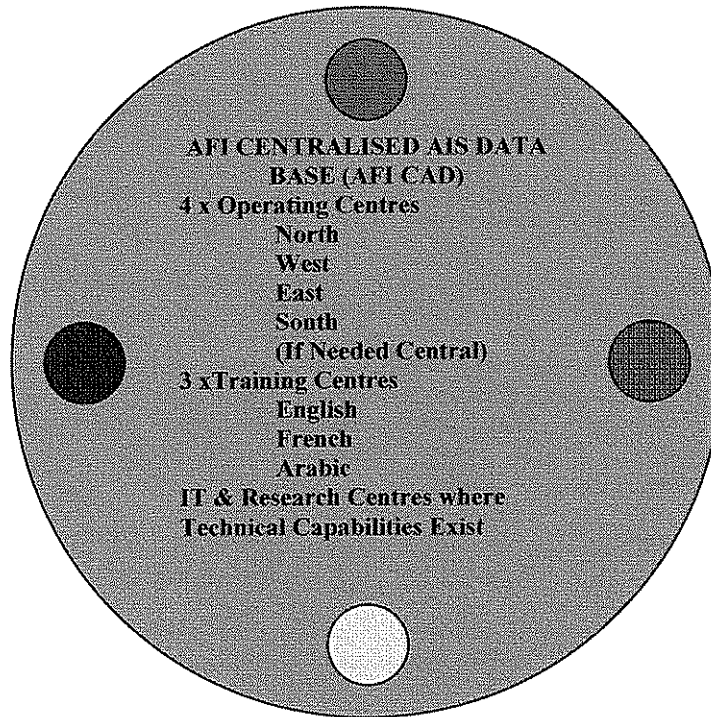 AFI CENTRALISED AIS DATA
BASE (AFI CAD)
4 x Operating Centres
North
West
East
South
(If Needed Central)
3 xTraining Centres
English
French
Arabic
IT & Research Centres where
Technical Capabilities Exist